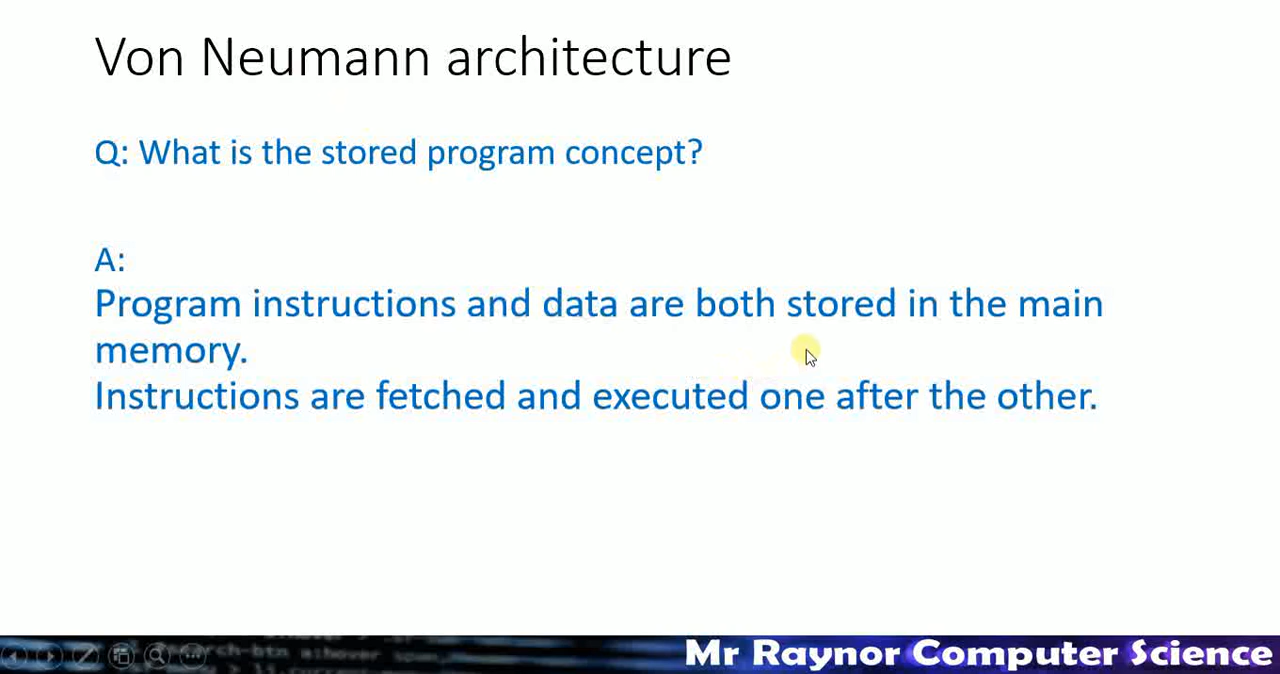 Von Neumann architecture
Q: What is the stored program concept?
A:
Program instructions and data are both stored in the main
memory.
Instructions are fetched and executed one after the other.
Mr Raynor Computer Science